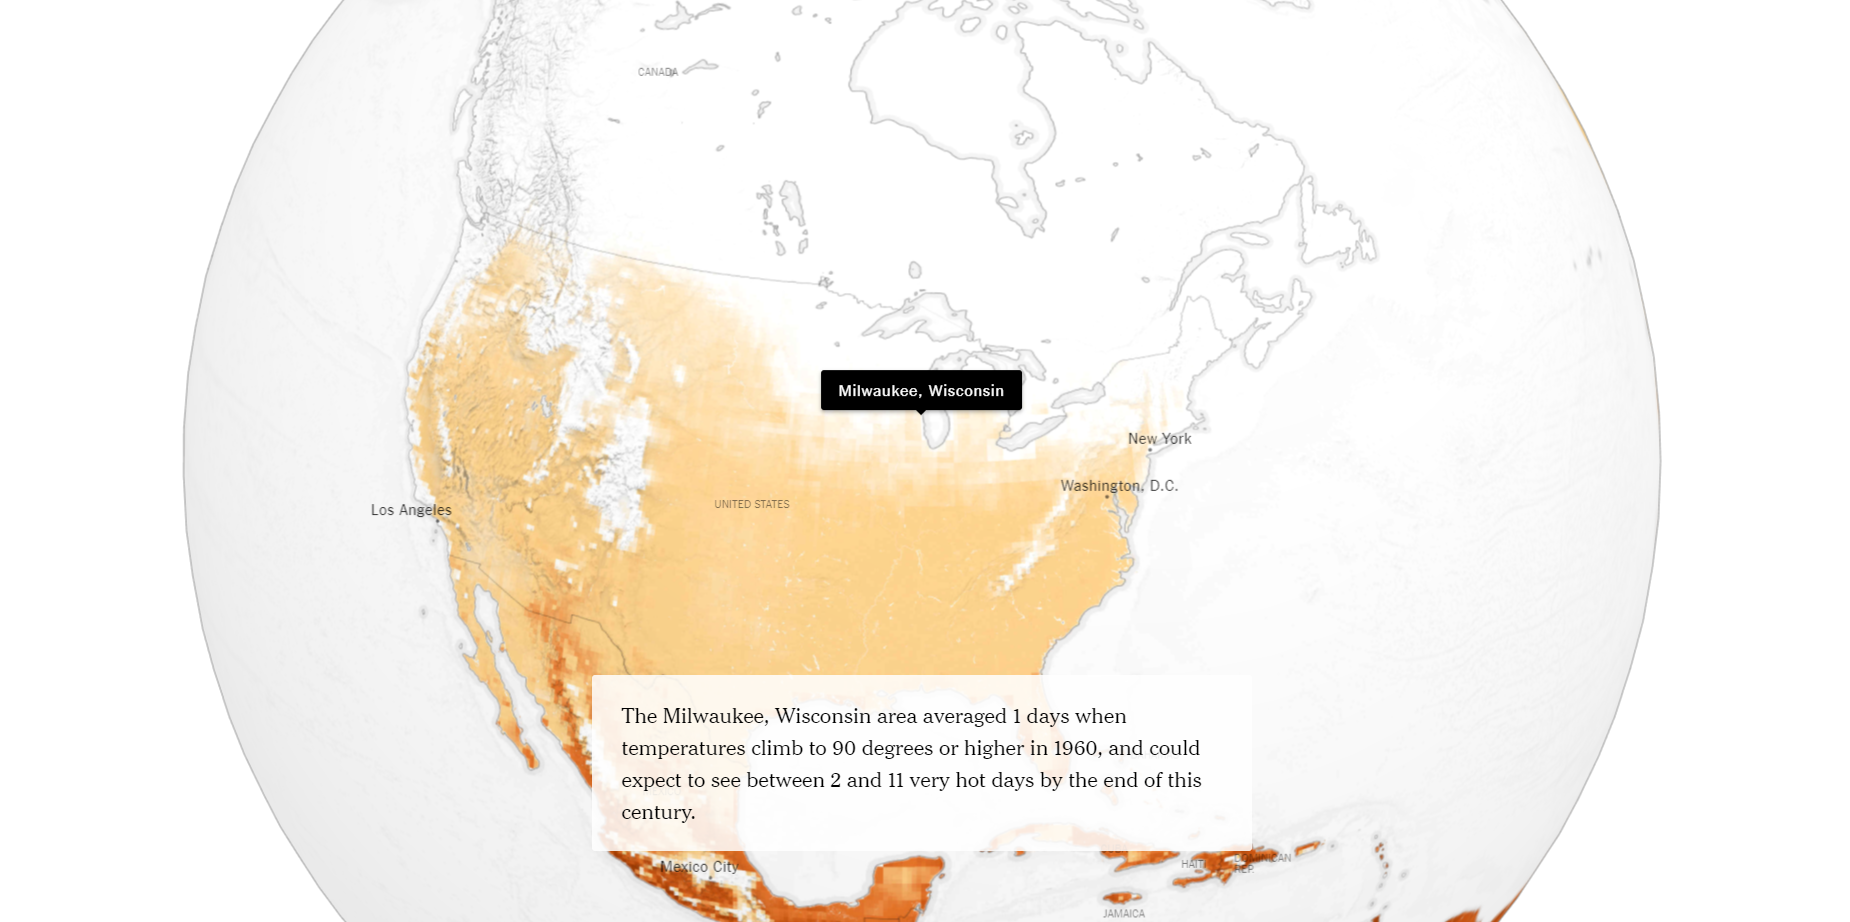 CANADA
Milwaukee, Wisconsin
New York
Washington, D.C.
Los Angeles
UNITED STATES
The Milwaukee, Wisconsin area averaged 1 days when
temperatures climb to 90 degrees or higher in 1960, and could
expect to see between 2 and 11 very hot days by the end of this
century.
Mexico City
HAITI
DOMINICAN
REP.
JAMAICA